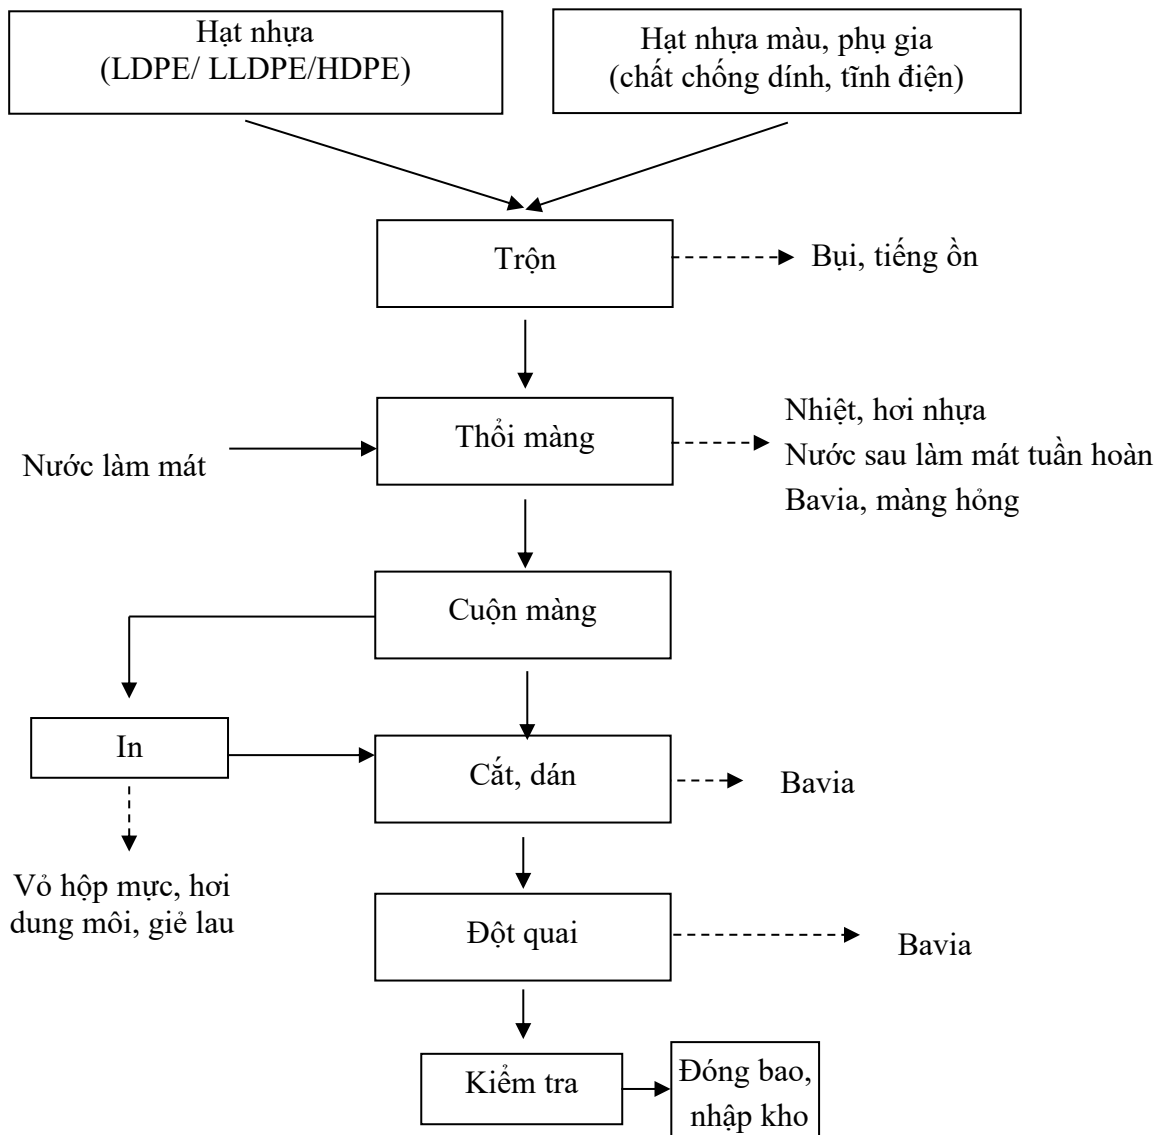 Hạt nhựa
(LDPE/ LLDPE/HDPE)
Hạt nhựa màu, phụ gia
(chất chống dính, tĩnh điện)
Trộn
Bụi, tiếng ồn
Nước làm mát
Thổi màng
Nhiệt, hơi nhựa
Nước sau làm mát tuần hoàn
Bavia, màng hỏng
Cuộn màng
In
Cắt, dán
Bavia
Vỏ hộp mực, hơi
dung môi, giẻ lau
Đột quai
Bavia
Kiểm tra
Đóng bao,
nhập kho